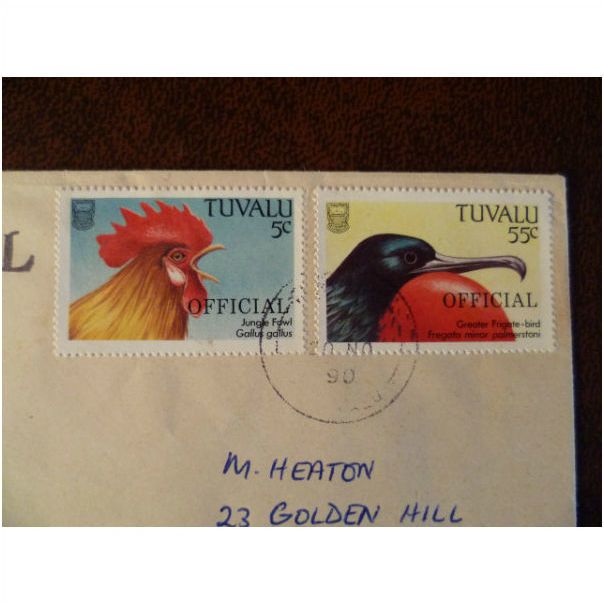 L
TUVALU
5c
OFFICIAL
Jungle Fowl
Gallus gallus
TUVALU
55c
OFFICIAL
Greater Frigate-bird
Fregata minor palmerstoni
NO
90
M. HEATON
23 GOLDEN HILL